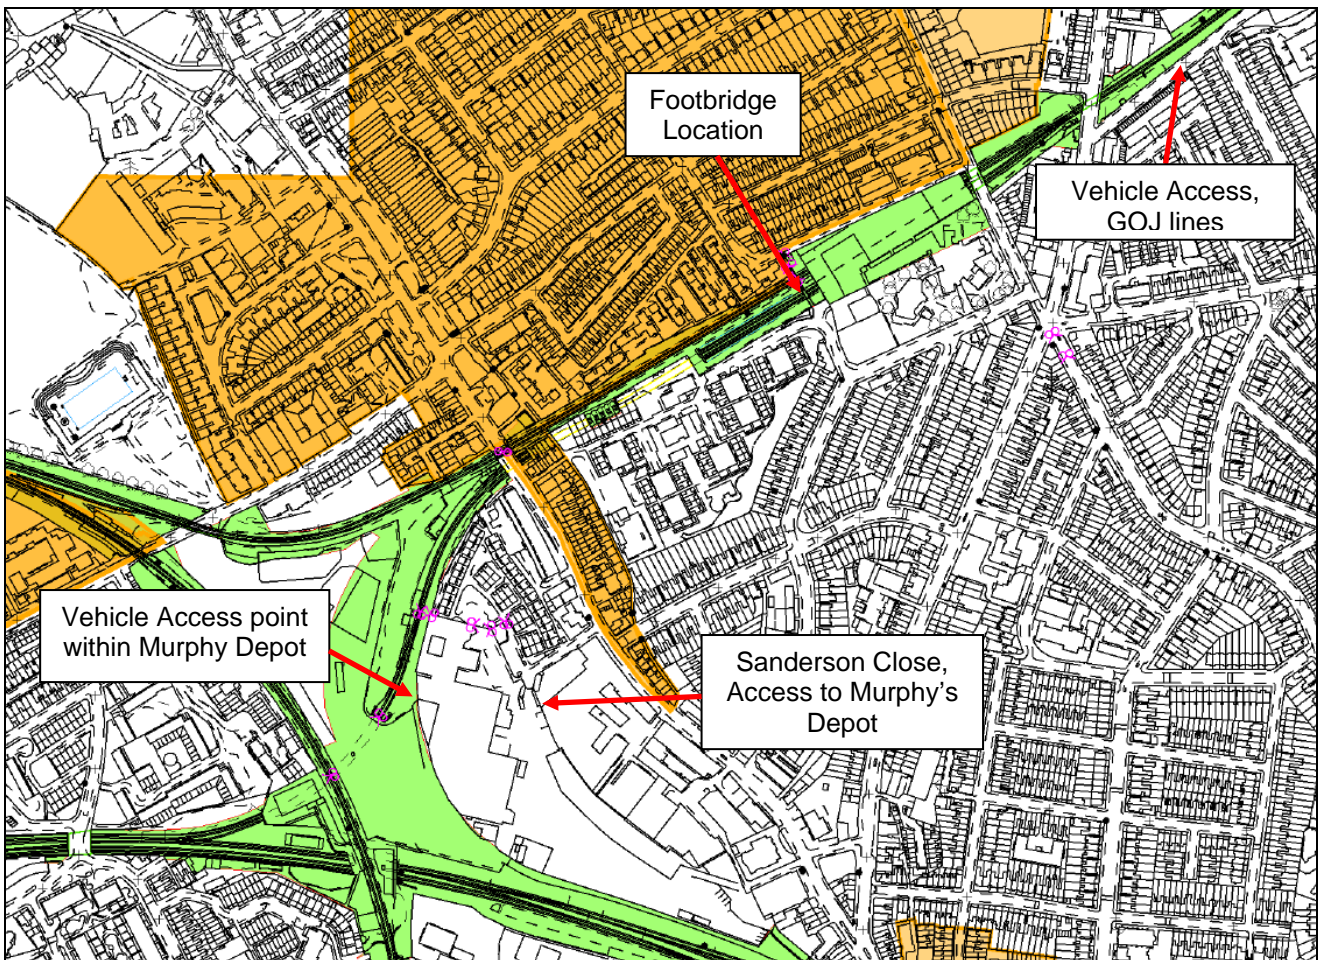 Footbridge
Location
Vehicle Access,
GOJ lines
Vehicle Access point
within Murphy Depot
Sanderson Close,
Access to Murphy's
Depot